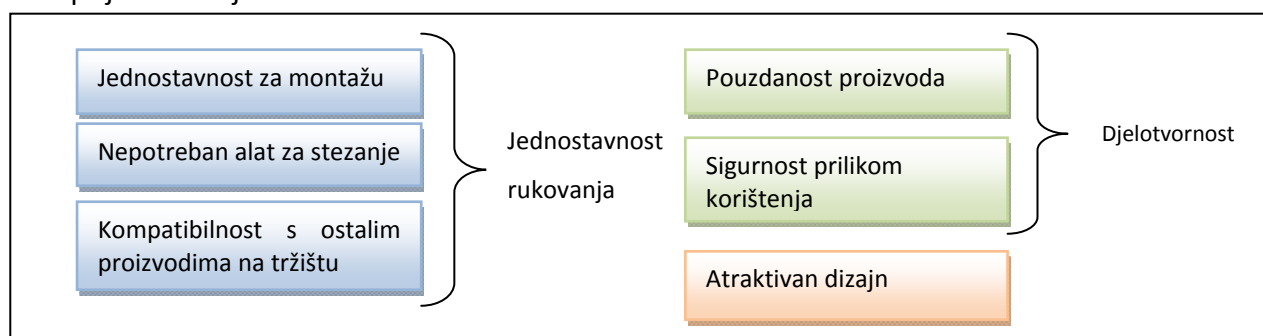 Jednostavnost za montažu
Nepotreban alat za stezanje
Kompatibilnost s ostalim
proizvodima na tržištu
Jednostavnost
rukovanja
Pouzdanost proizvoda
Sigurnost prilikom
korištenja
Atraktivan dizajn
Djelotvornost